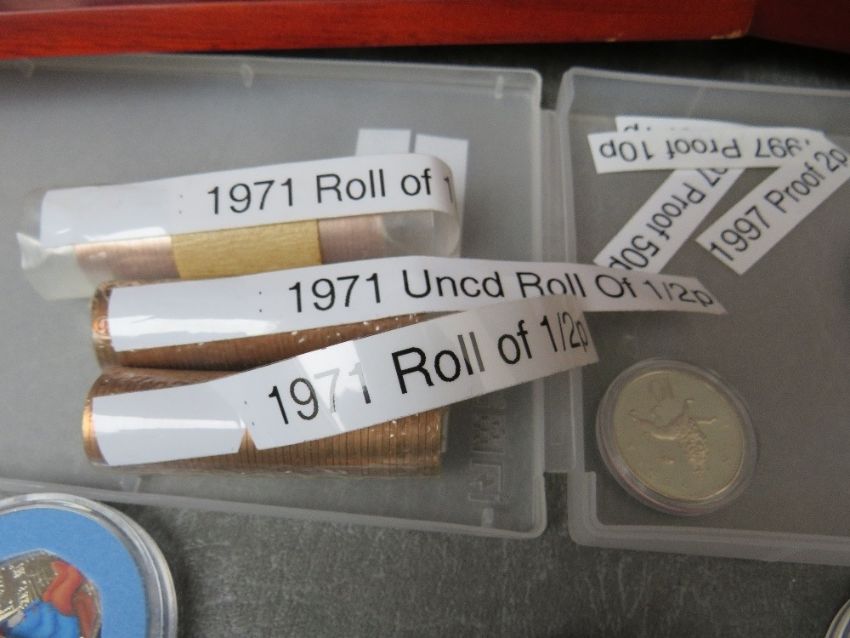 1971 Roll of
1971 Uncd Roll Of 1/2p
1971 Roll of 1/2p
1997 Proof 10p
Proof 50p
1997 Proof 2p